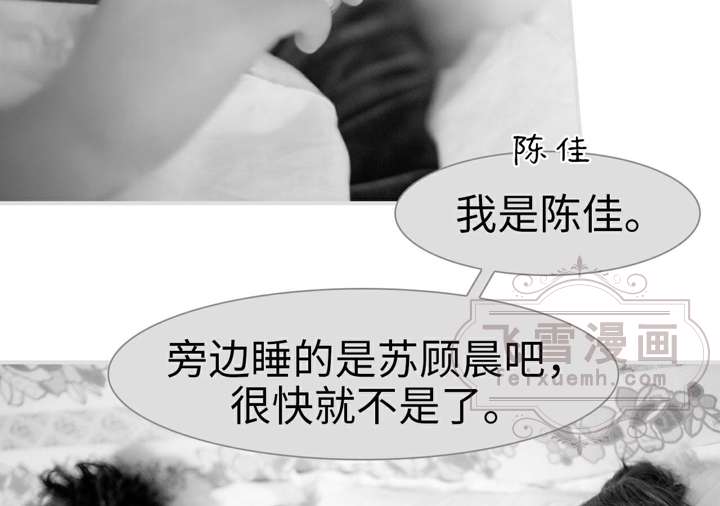 陈佳
我是陈佳。
旁边睡的是苏顾晨吧，
很快就不是了。
飞雪漫画
feixuemh.com